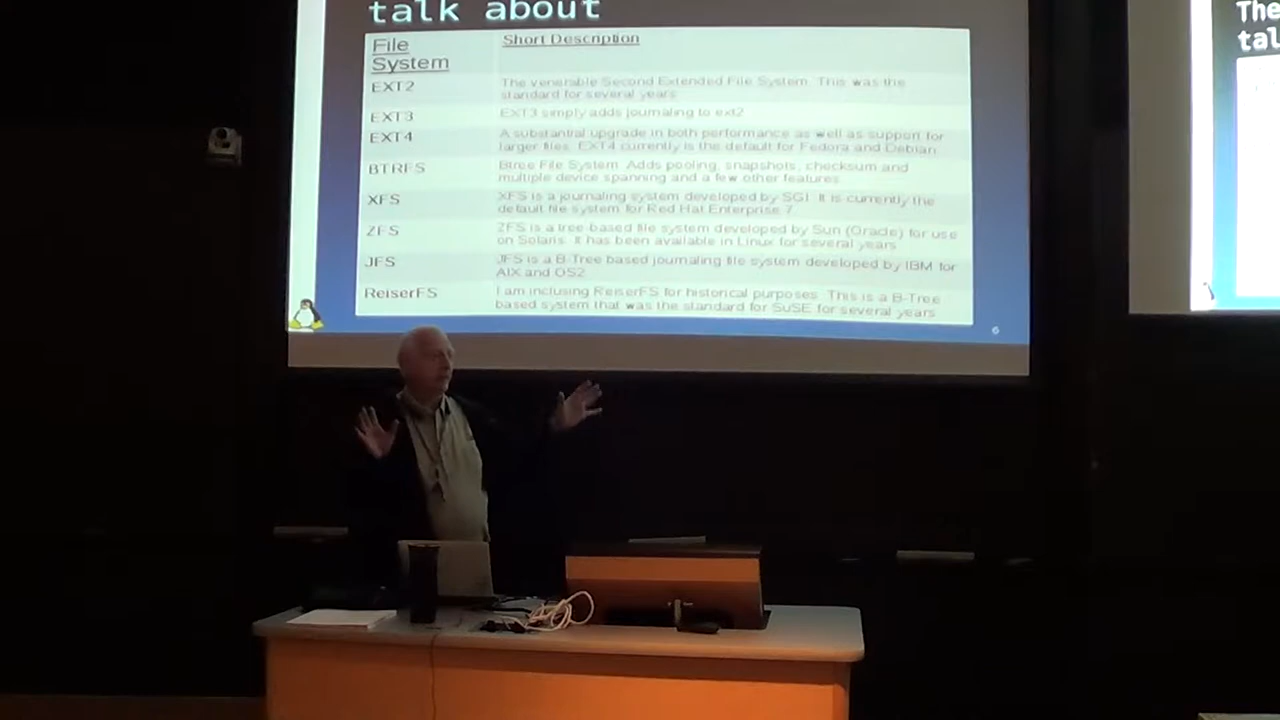 talk about
File
System
Short Description
EXT2
The venerable Second Extended File System. This was the
standard for several years
EXT3
EXT3 simply adds journaling to ext2
EXT4
A substantial upgrade in both performance as well as support for
larger files. EXT4 currently is the default for Fedora and Debian
BTRFS
Btree File System. Adds pooling, snapshots, checksum and
multiple device spanning and a few other features
XFS
XFS is a journaling system developed by SGI. It is currently the
default file system for Red Hat Enterprise 7
ZFS
ZFS is a tree based file system developed by Sun (Oracle) for use
on Solaris. It has been available in Linux for several years
JFS
JFS is a B-Tree based journaling file system developed by IBM for
AIX and OS2
ReiserFS
I am inclusing ReiserFS for historical purposes. This is a B-Tree
based system that was the standard for SuSE for several years
6
The
tal